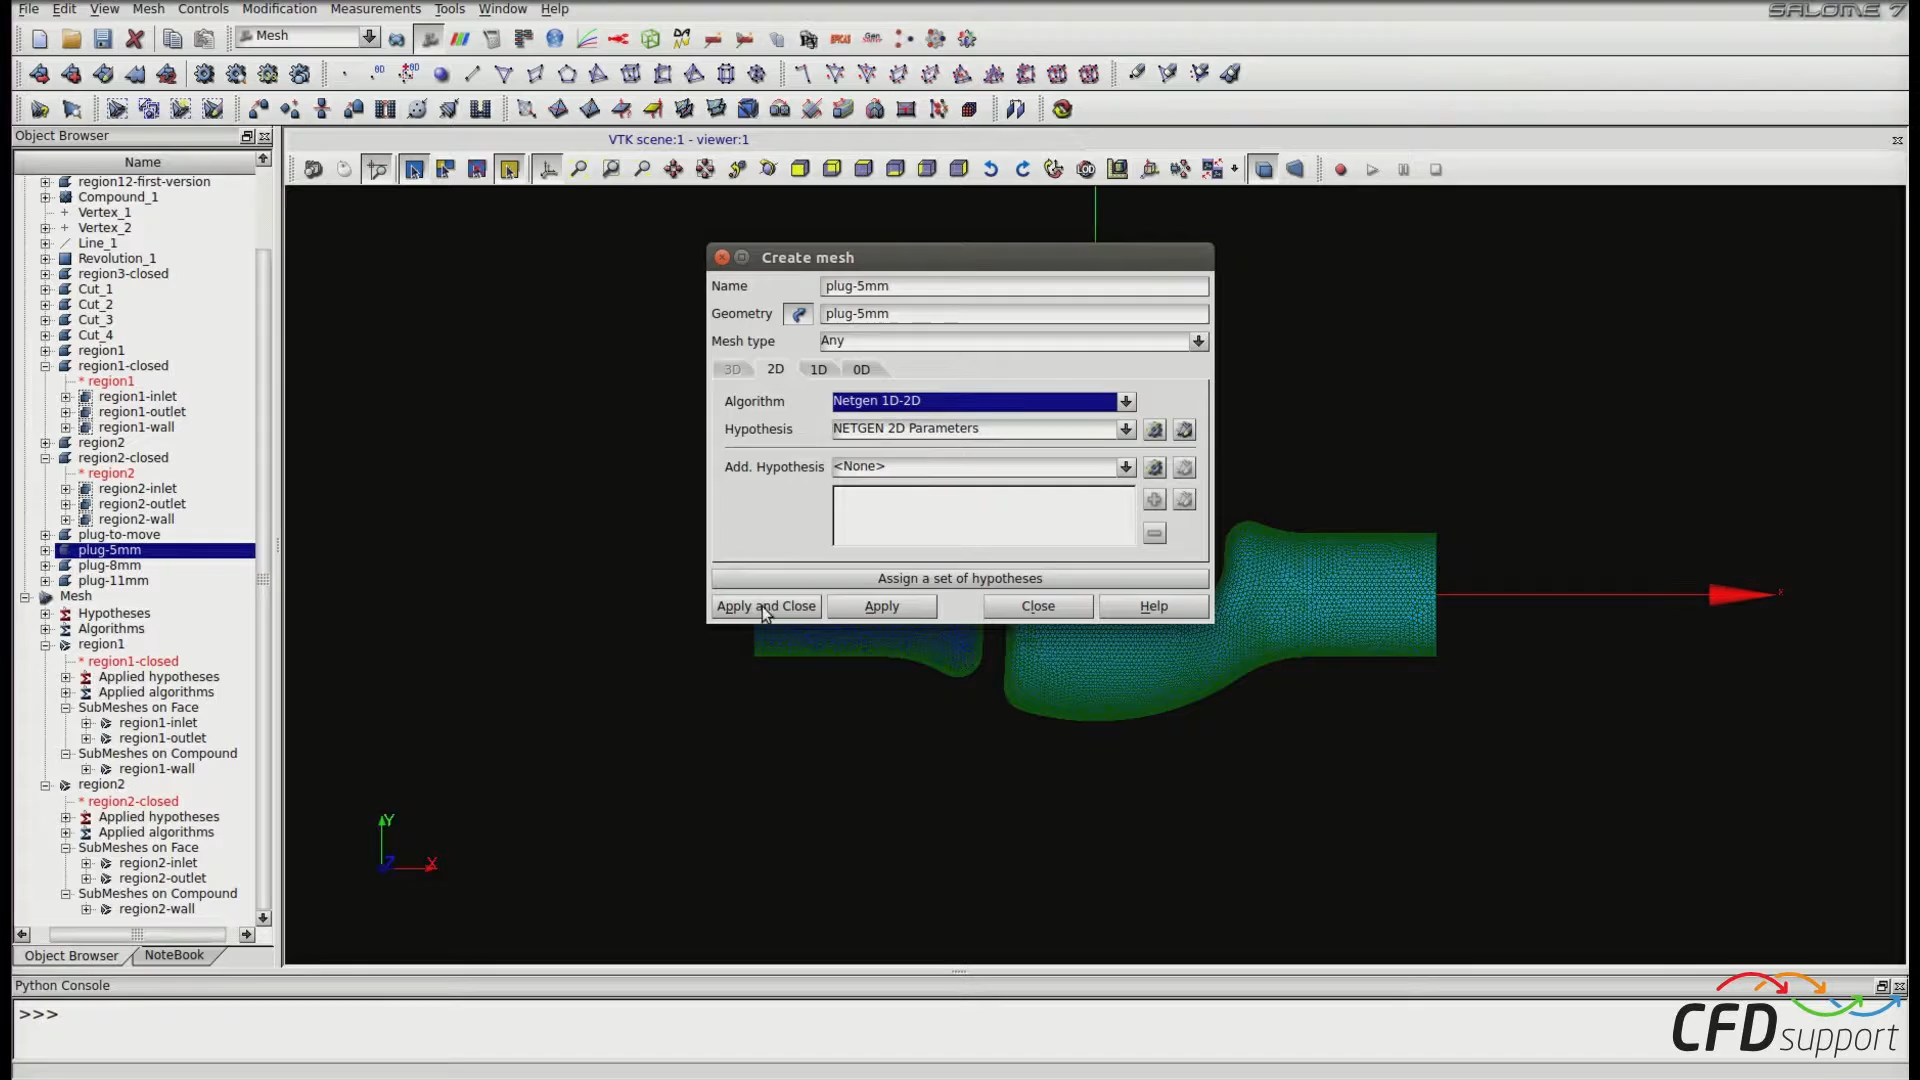 File Edit View Mesh Controls Modification Measurements Tools Window Help
SALOME 7
Mesh
Object Browser
VTK scene:1 - viewer:1
Name
region12-first-version
Compound_1
Vertex_1
Vertex_2
Line_1
Revolution_1
region3-closed
Cut_1
Cut_2
Cut_3
Cut_4
region1
region1-closed
* region1
region1-inlet
region1-outlet
region1-wall
region2
region2-closed
* region2
region2-inlet
region2-outlet
region2-wall
plug-to-move
plug-5mm
plug-8mm
plug-11mm
Mesh
Hypotheses
Algorithms
region1
* region1-closed
Applied hypotheses
Applied algorithms
SubMeshes on Face
region1-inlet
region1-outlet
SubMeshes on Compound
region1-wall
region2
* region2-closed
Applied hypotheses
Applied algorithms
SubMeshes on Face
region2-inlet
region2-outlet
SubMeshes on Compound
region2-wall
Object Browser NoteBook
Create mesh
Name plug-5mm
Geometry plug-5mm
Mesh type Any
3D 2D 1D 0D
Algorithm Netgen 1D-2D
Hypothesis NETGEN 2D Parameters
Add. Hypothesis <None>
Assign a set of hypotheses
Apply and Close Apply Close Help
X
Y
Z X
Python Console
>>>
CFD support